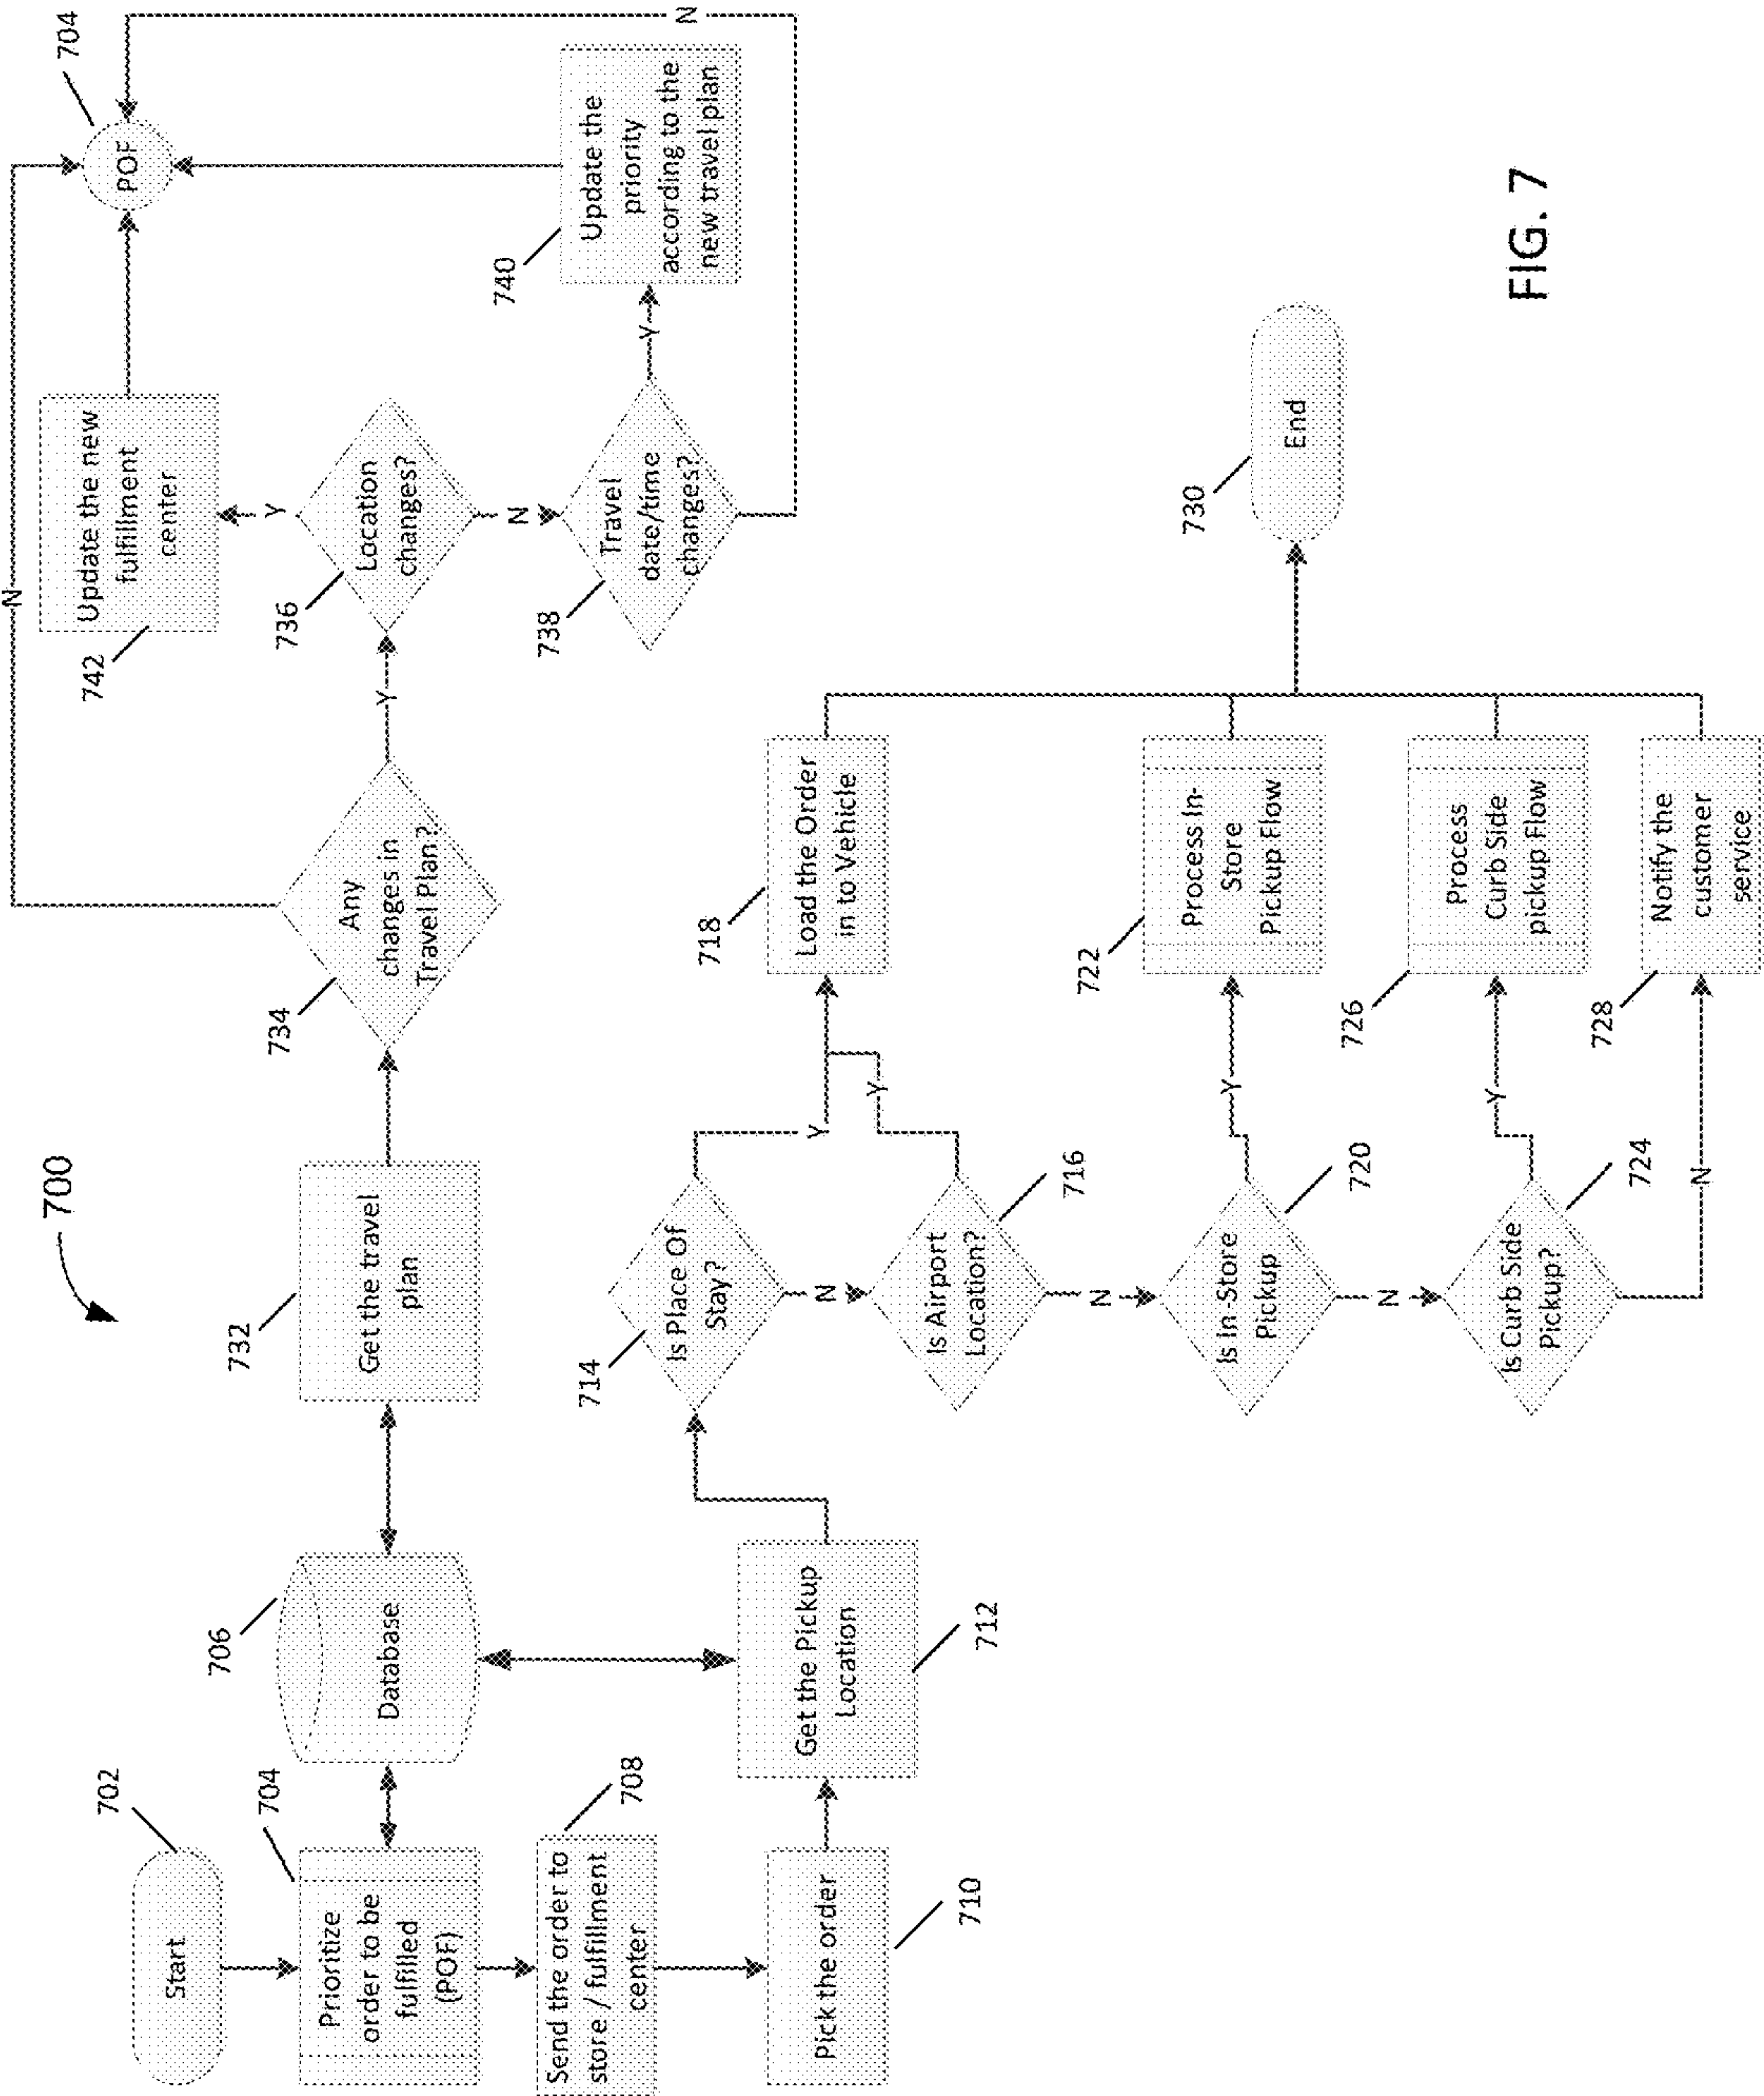 700
702
Start
704
Prioritize
order to be
fulfilled
(POF)
706
Database
708
Send the order to
store / fulfillment
center
710
Pick the order
712
Get the Pickup
Location
732
Get the travel
plan
734
Any
changes in
Travel Plan?
N
Y
736
Location
changes?
Y
742
Update the new
fulfillment
center
N
738
Travel
date/time
changes?
Y
740
Update the
priority
according to the
new travel plan
N
704
POF
714
Is Place Of
Stay?
Y
N
716
Is Airport
Location?
Y
718
Load the Order
in to Vehicle
N
720
Is In-Store
Pickup
Y
722
Process In-
Store
Pickup Flow
N
724
Is Curb Side
Pickup?
Y
726
Process
Curb Side
pickup Flow
N
728
Notify the
customer
service
730
End
FIG. 7